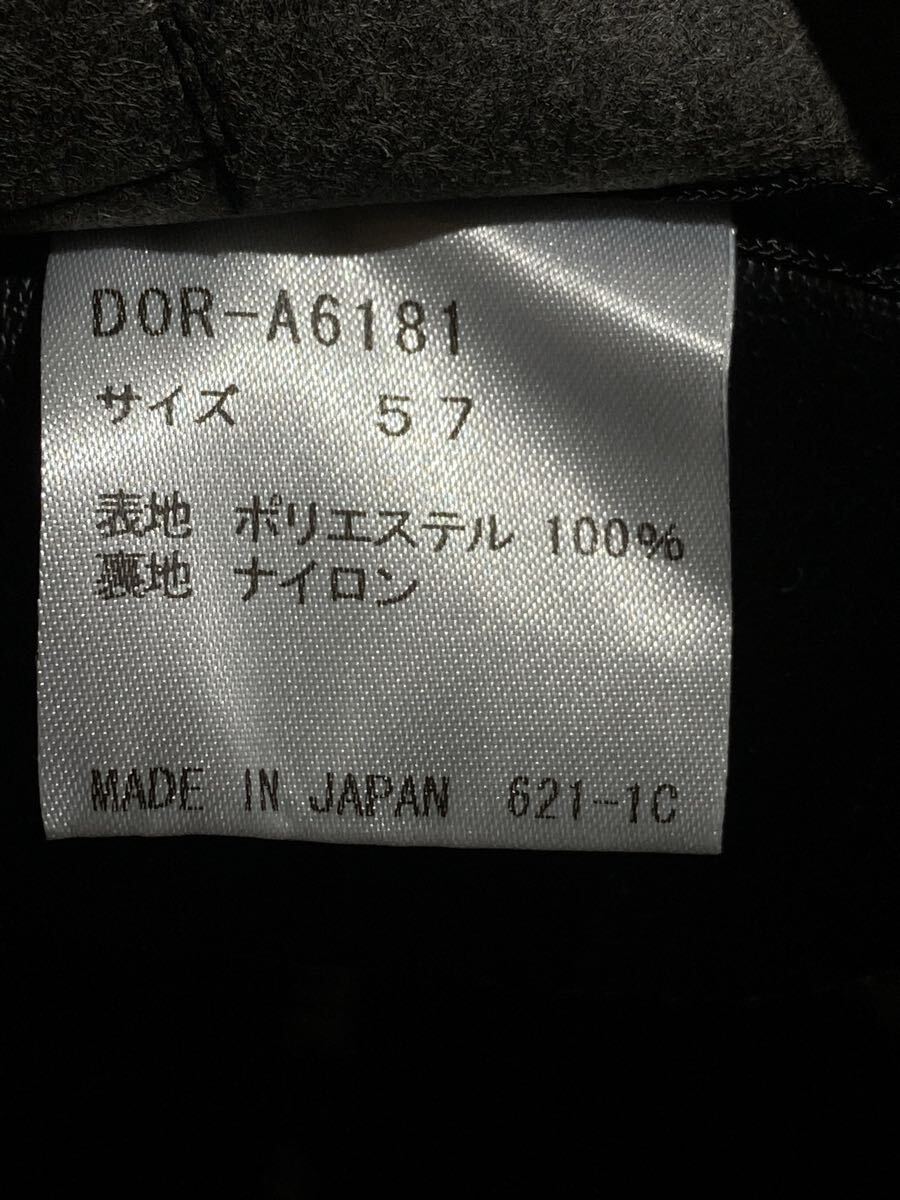 DOR-A6181
サイズ 57
表地 ポリエステル 100%
裏地 ナイロン
MADE IN JAPAN 621-1C